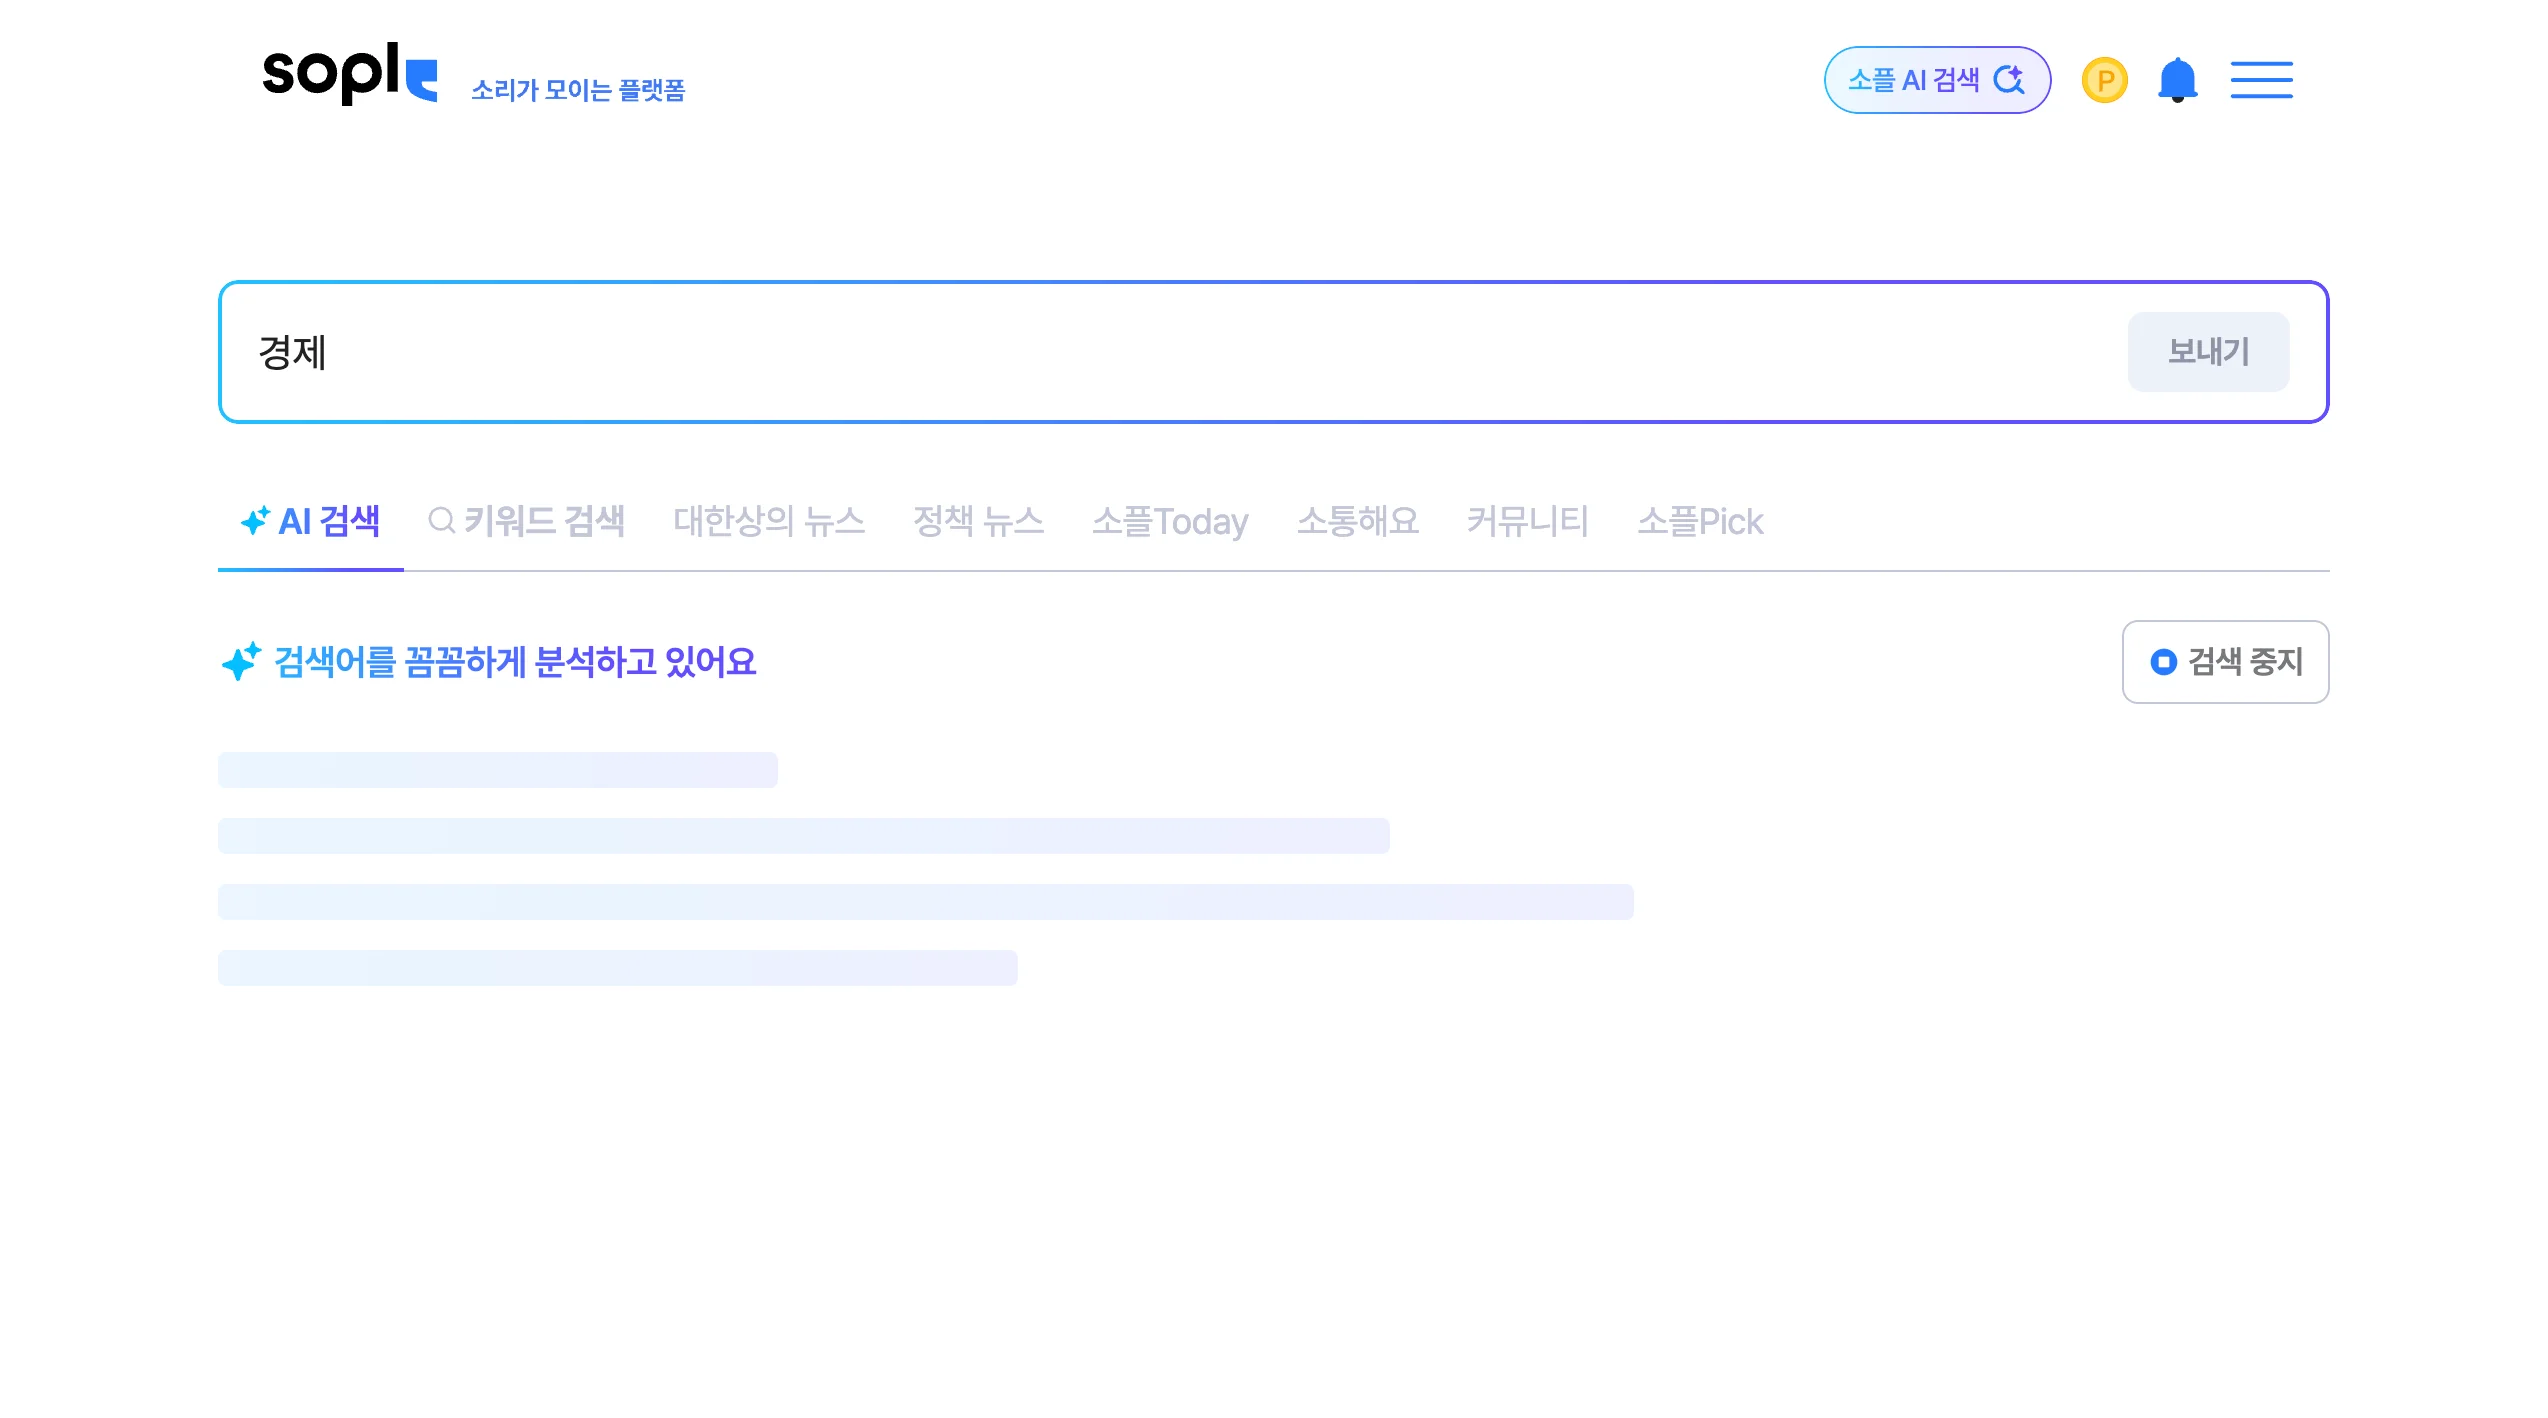 sople
소리가 모이는 플랫폼
소플 AI 검색
P
경제
보내기
AI 검색 키워드 검색 대한상의 뉴스 정책 뉴스 소플Today 소통해요 커뮤니티 소플Pick
검색어를 꼼꼼하게 분석하고 있어요
검색 중지